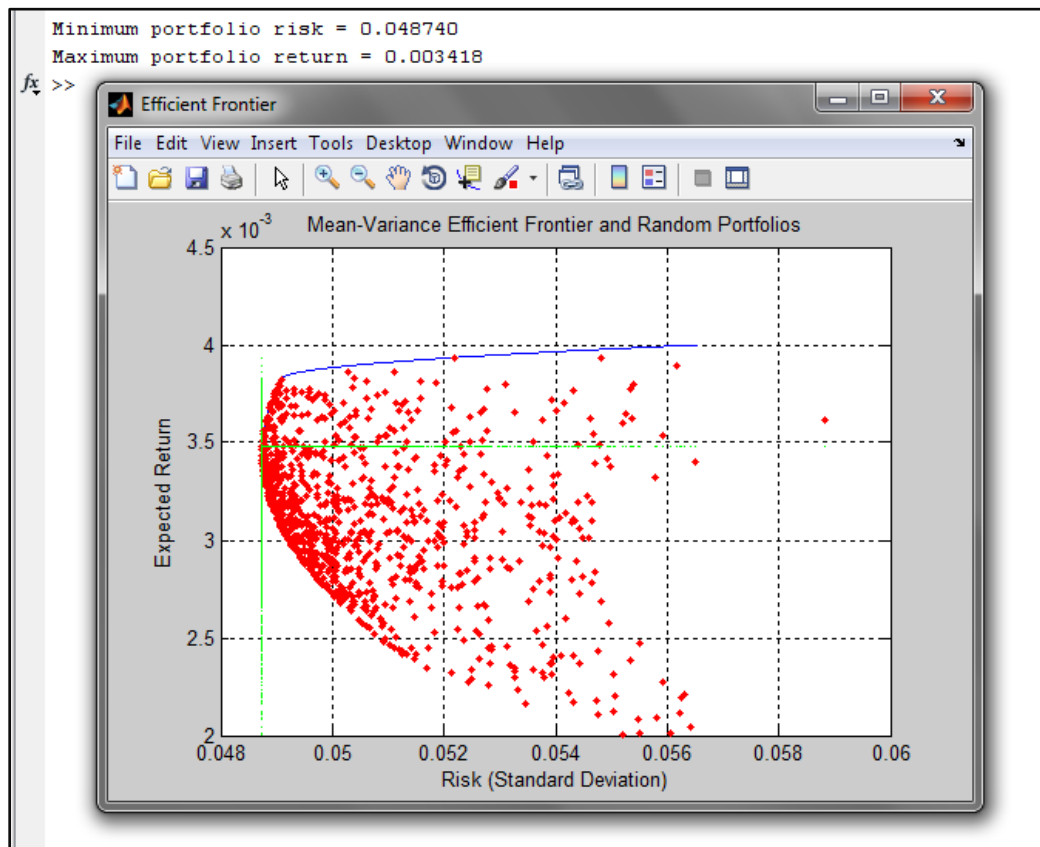 Minimum portfolio risk = 0.048740
Maximum portfolio return = 0.003418
fx >>
Efficient Frontier
File Edit View Insert Tools Desktop Window Help
x 10⁻³ Mean-Variance Efficient Frontier and Random Portfolios
4.5
4
3.5
3
2.5
2
Expected Return
0.048 0.05 0.052 0.054 0.056 0.058 0.06
Risk (Standard Deviation)